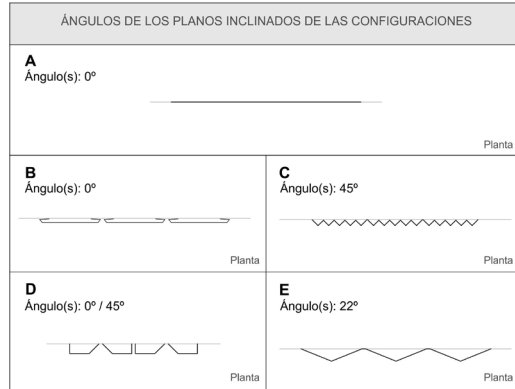 ÁNGULOS DE LOS PLANOS INCLINADOS DE LAS CONFIGURACIONES
A
Ángulo(s): 0º
Planta
B
Ángulo(s): 0º
Planta
C
Ángulo(s): 45º
Planta
D
Ángulo(s): 0º / 45º
Planta
E
Ángulo(s): 22º
Planta